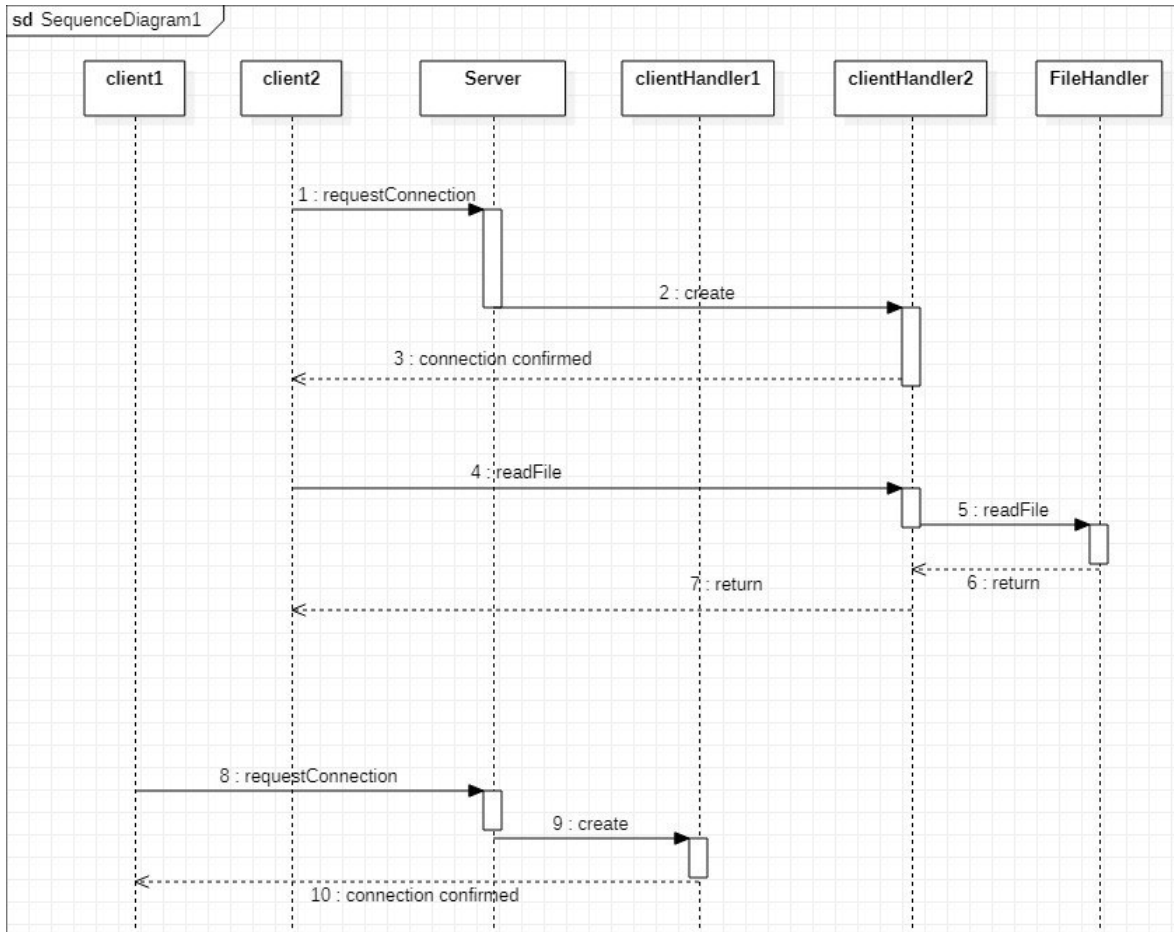 sd SequenceDiagram1
client1
client2
Server
clientHandler1
clientHandler2
FileHandler
1 : requestConnection
2 : create
3 : connection confirmed
4 : readFile
5 : readFile
6 : return
7 : return
8 : requestConnection
9 : create
10 : connection confirmed